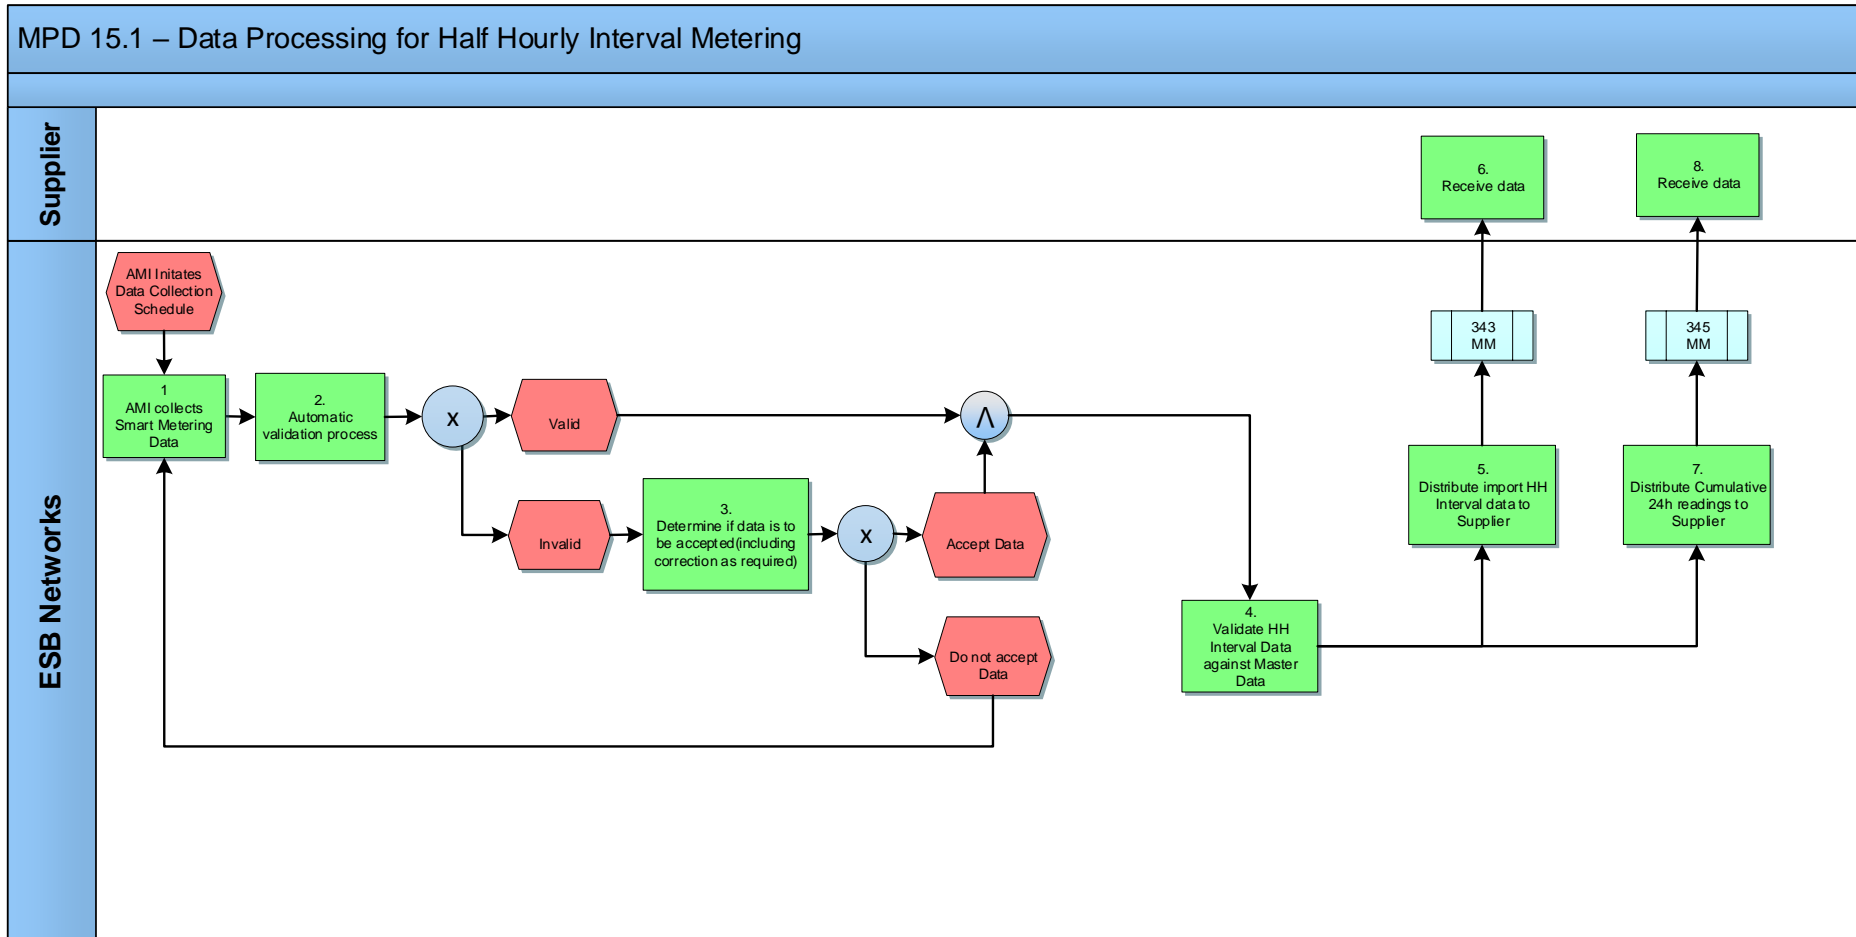 MPD 15.1 – Data Processing for Half Hourly Interval Metering
Supplier
6.
Receive data
8.
Receive data
ESB Networks
AMI Initates
Data Collection
Schedule
343
MM
345
MM
1
AMI collects
Smart Metering
Data
2.
Automatic
validation process
x
Valid
Λ
Invalid
3.
Determine if data is to
be accepted(including
correction as required)
x
Accept Data
Do not accept
Data
4.
Validate HH
Interval Data
against Master
Data
5.
Distribute import HH
Interval data to
Supplier
7.
Distribute Cumulative
24h readings to
Supplier